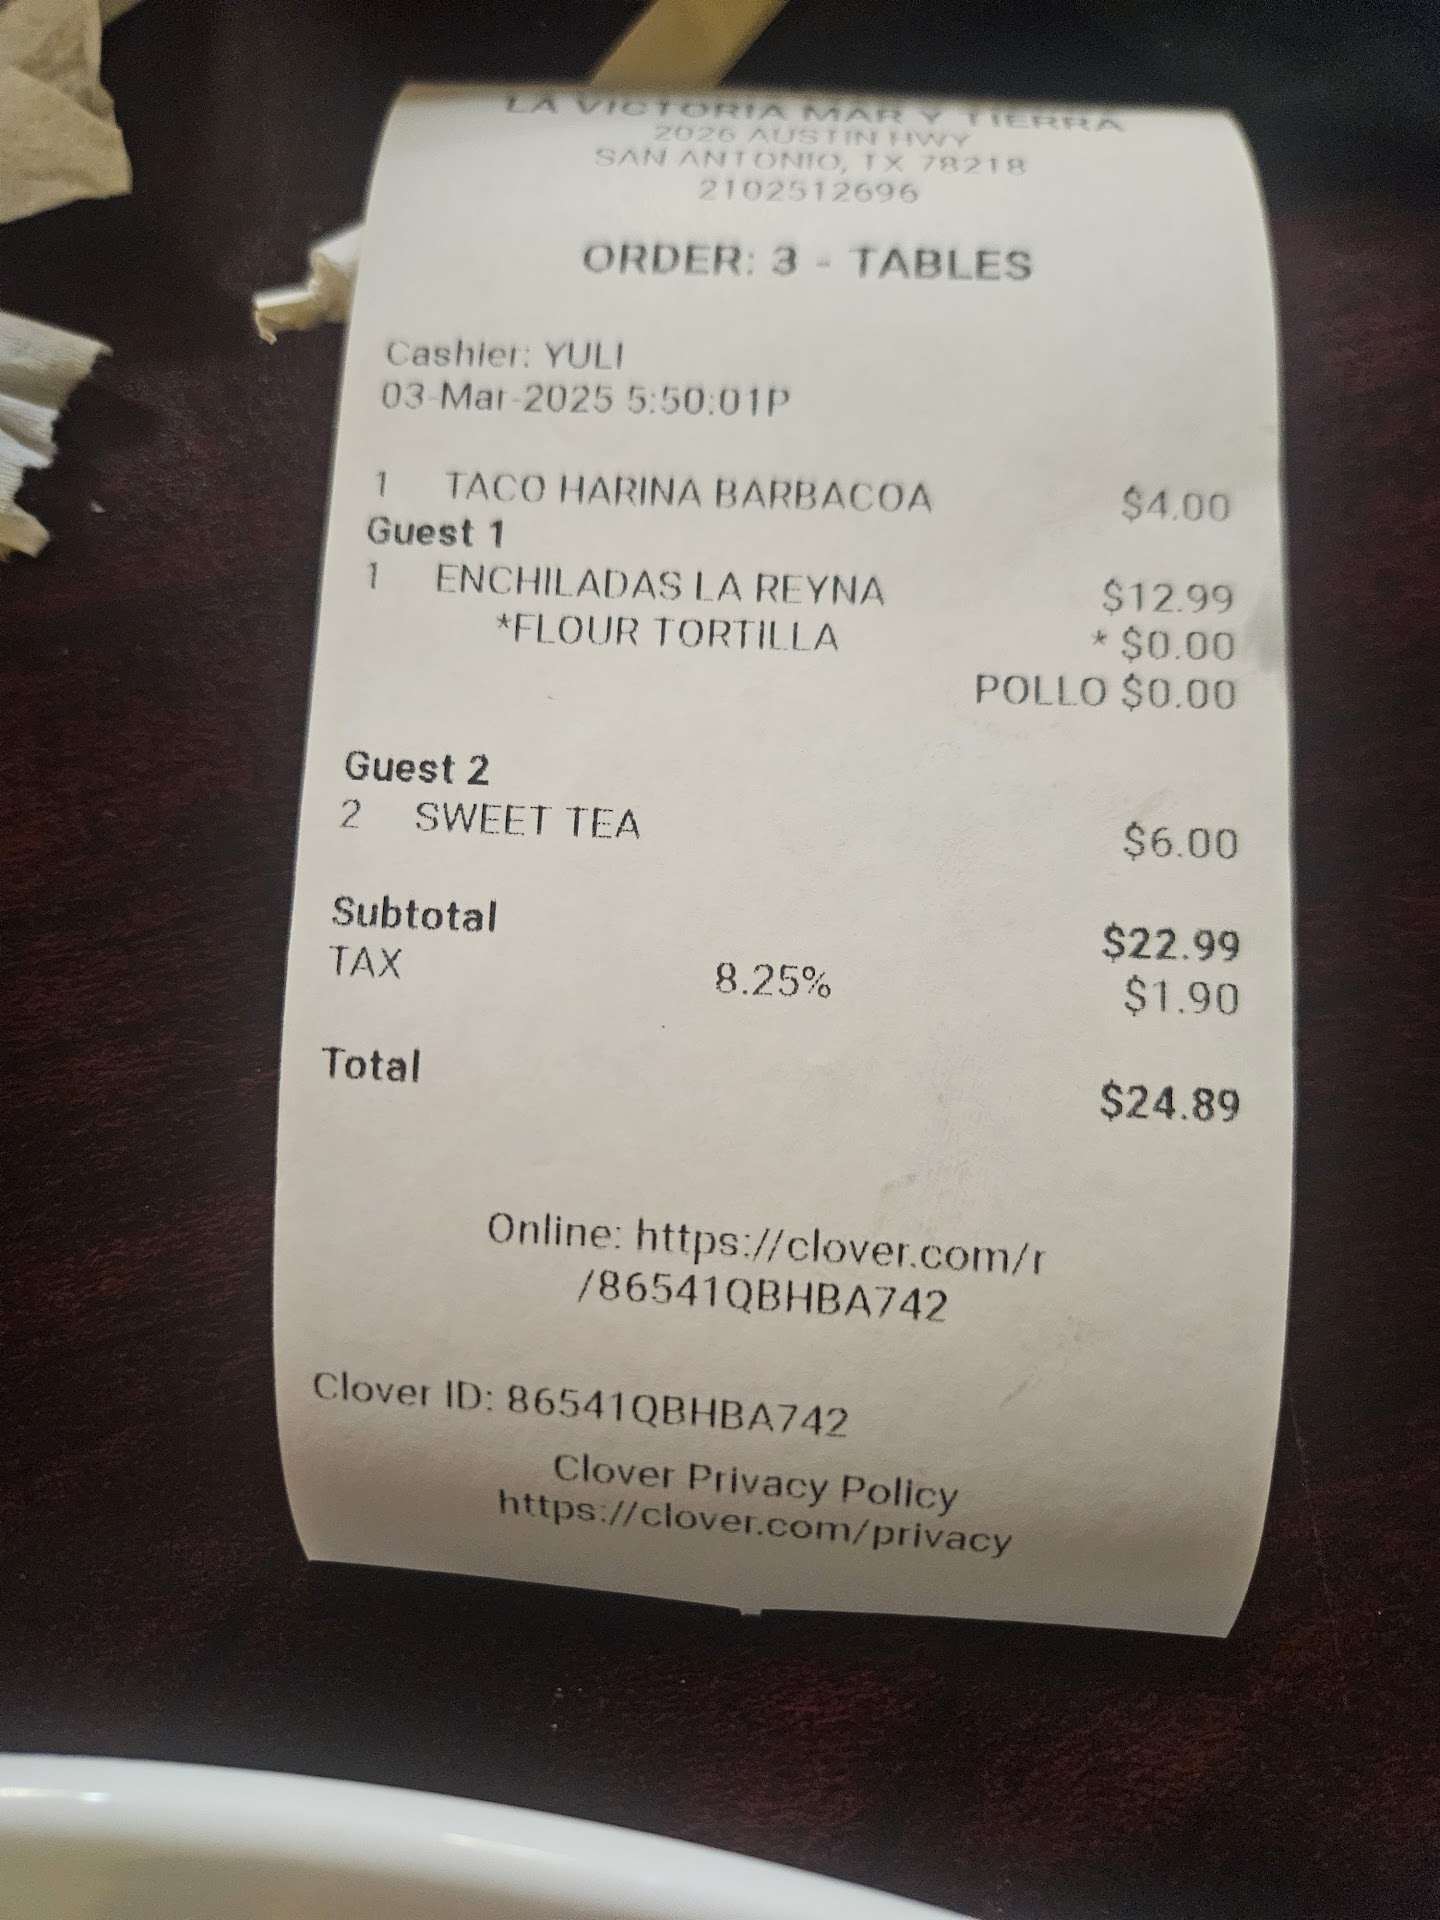 LA VICTORIA MAR Y TIERRA
2026 AUSTIN HWY
SAN ANTONIO, TX 78218
2102512696
ORDER: 3 - TABLES
Cashier: YULI
03-Mar-2025 5:50:01P
1 TACO HARINA BARBACOA $4.00
Guest 1
1 ENCHILADAS LA REYNA $12.99
*FLOUR TORTILLA * $0.00
POLLO $0.00
Guest 2
2 SWEET TEA $6.00
Subtotal $22.99
TAX 8.25% $1.90
Total $24.89
Online: https://clover.com/r
/86541QBHBA742
Clover ID: 86541QBHBA742
Clover Privacy Policy
https://clover.com/privacy